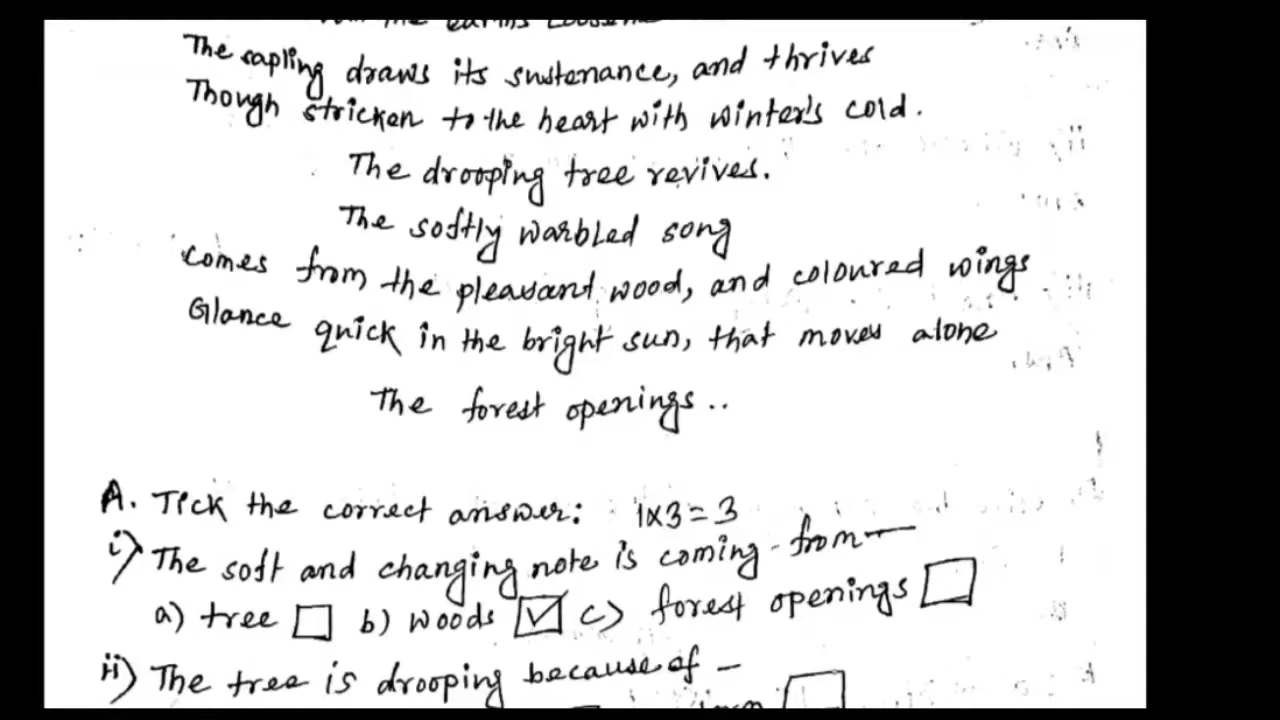 the earth's
The sapling draws its sustenance, and thrives
Though stricken to the heart with winter's cold.
The drooping tree revives.
The softly warbled song
comes from the pleasant wood, and coloured wings
Glance quick in the bright sun, that moves alone
The forest openings..
A. Tick the correct answer: 1x3=3
i) The soft and changing note is coming from—
a) tree b) woods ✓ c) forest openings
ii) The tree is drooping because of —